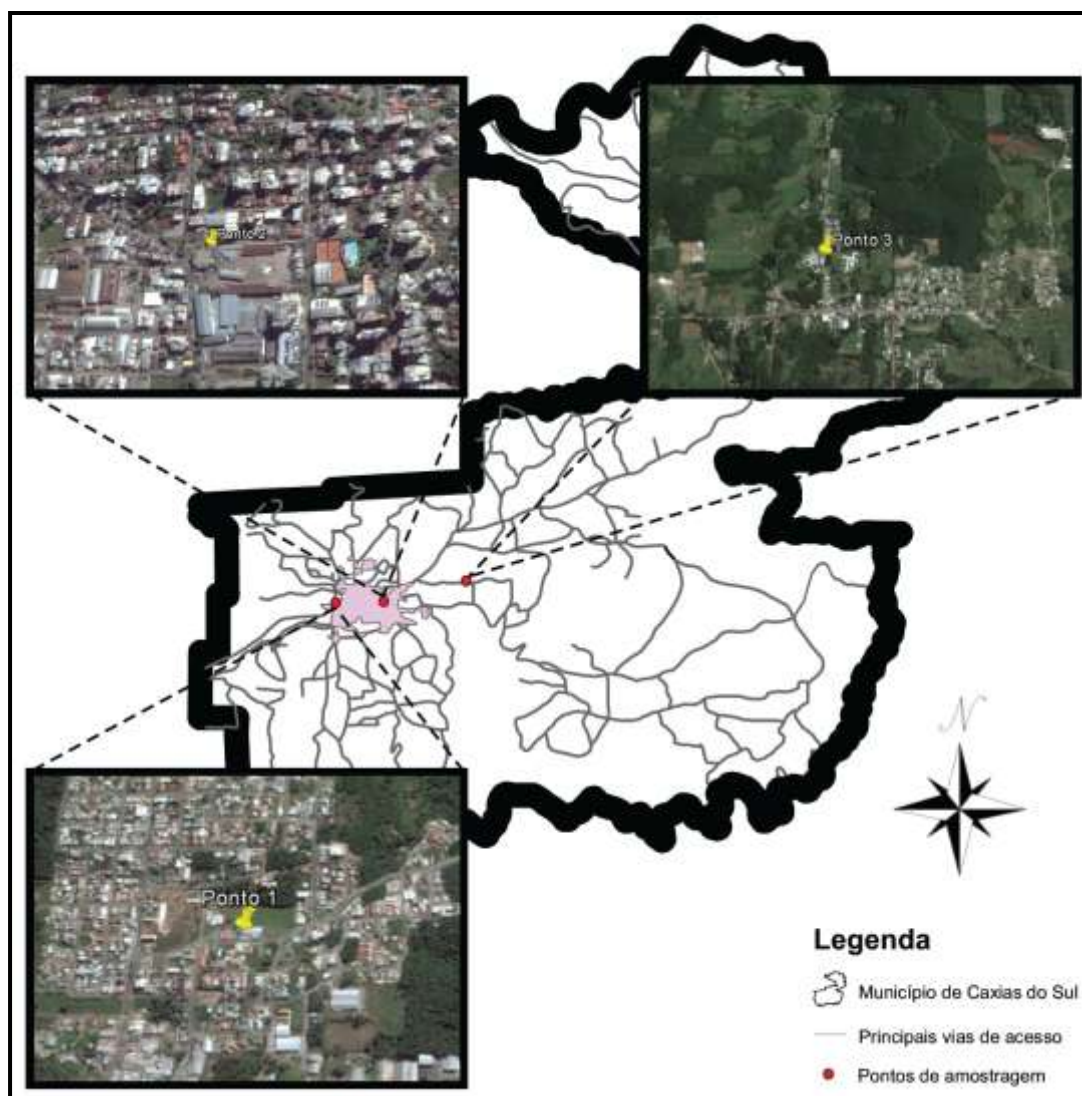 Ponto 2
Ponto 3
Ponto 1
N
Legenda
Município de Caxias do Sul
Principais vias de acesso
Pontos de amostragem